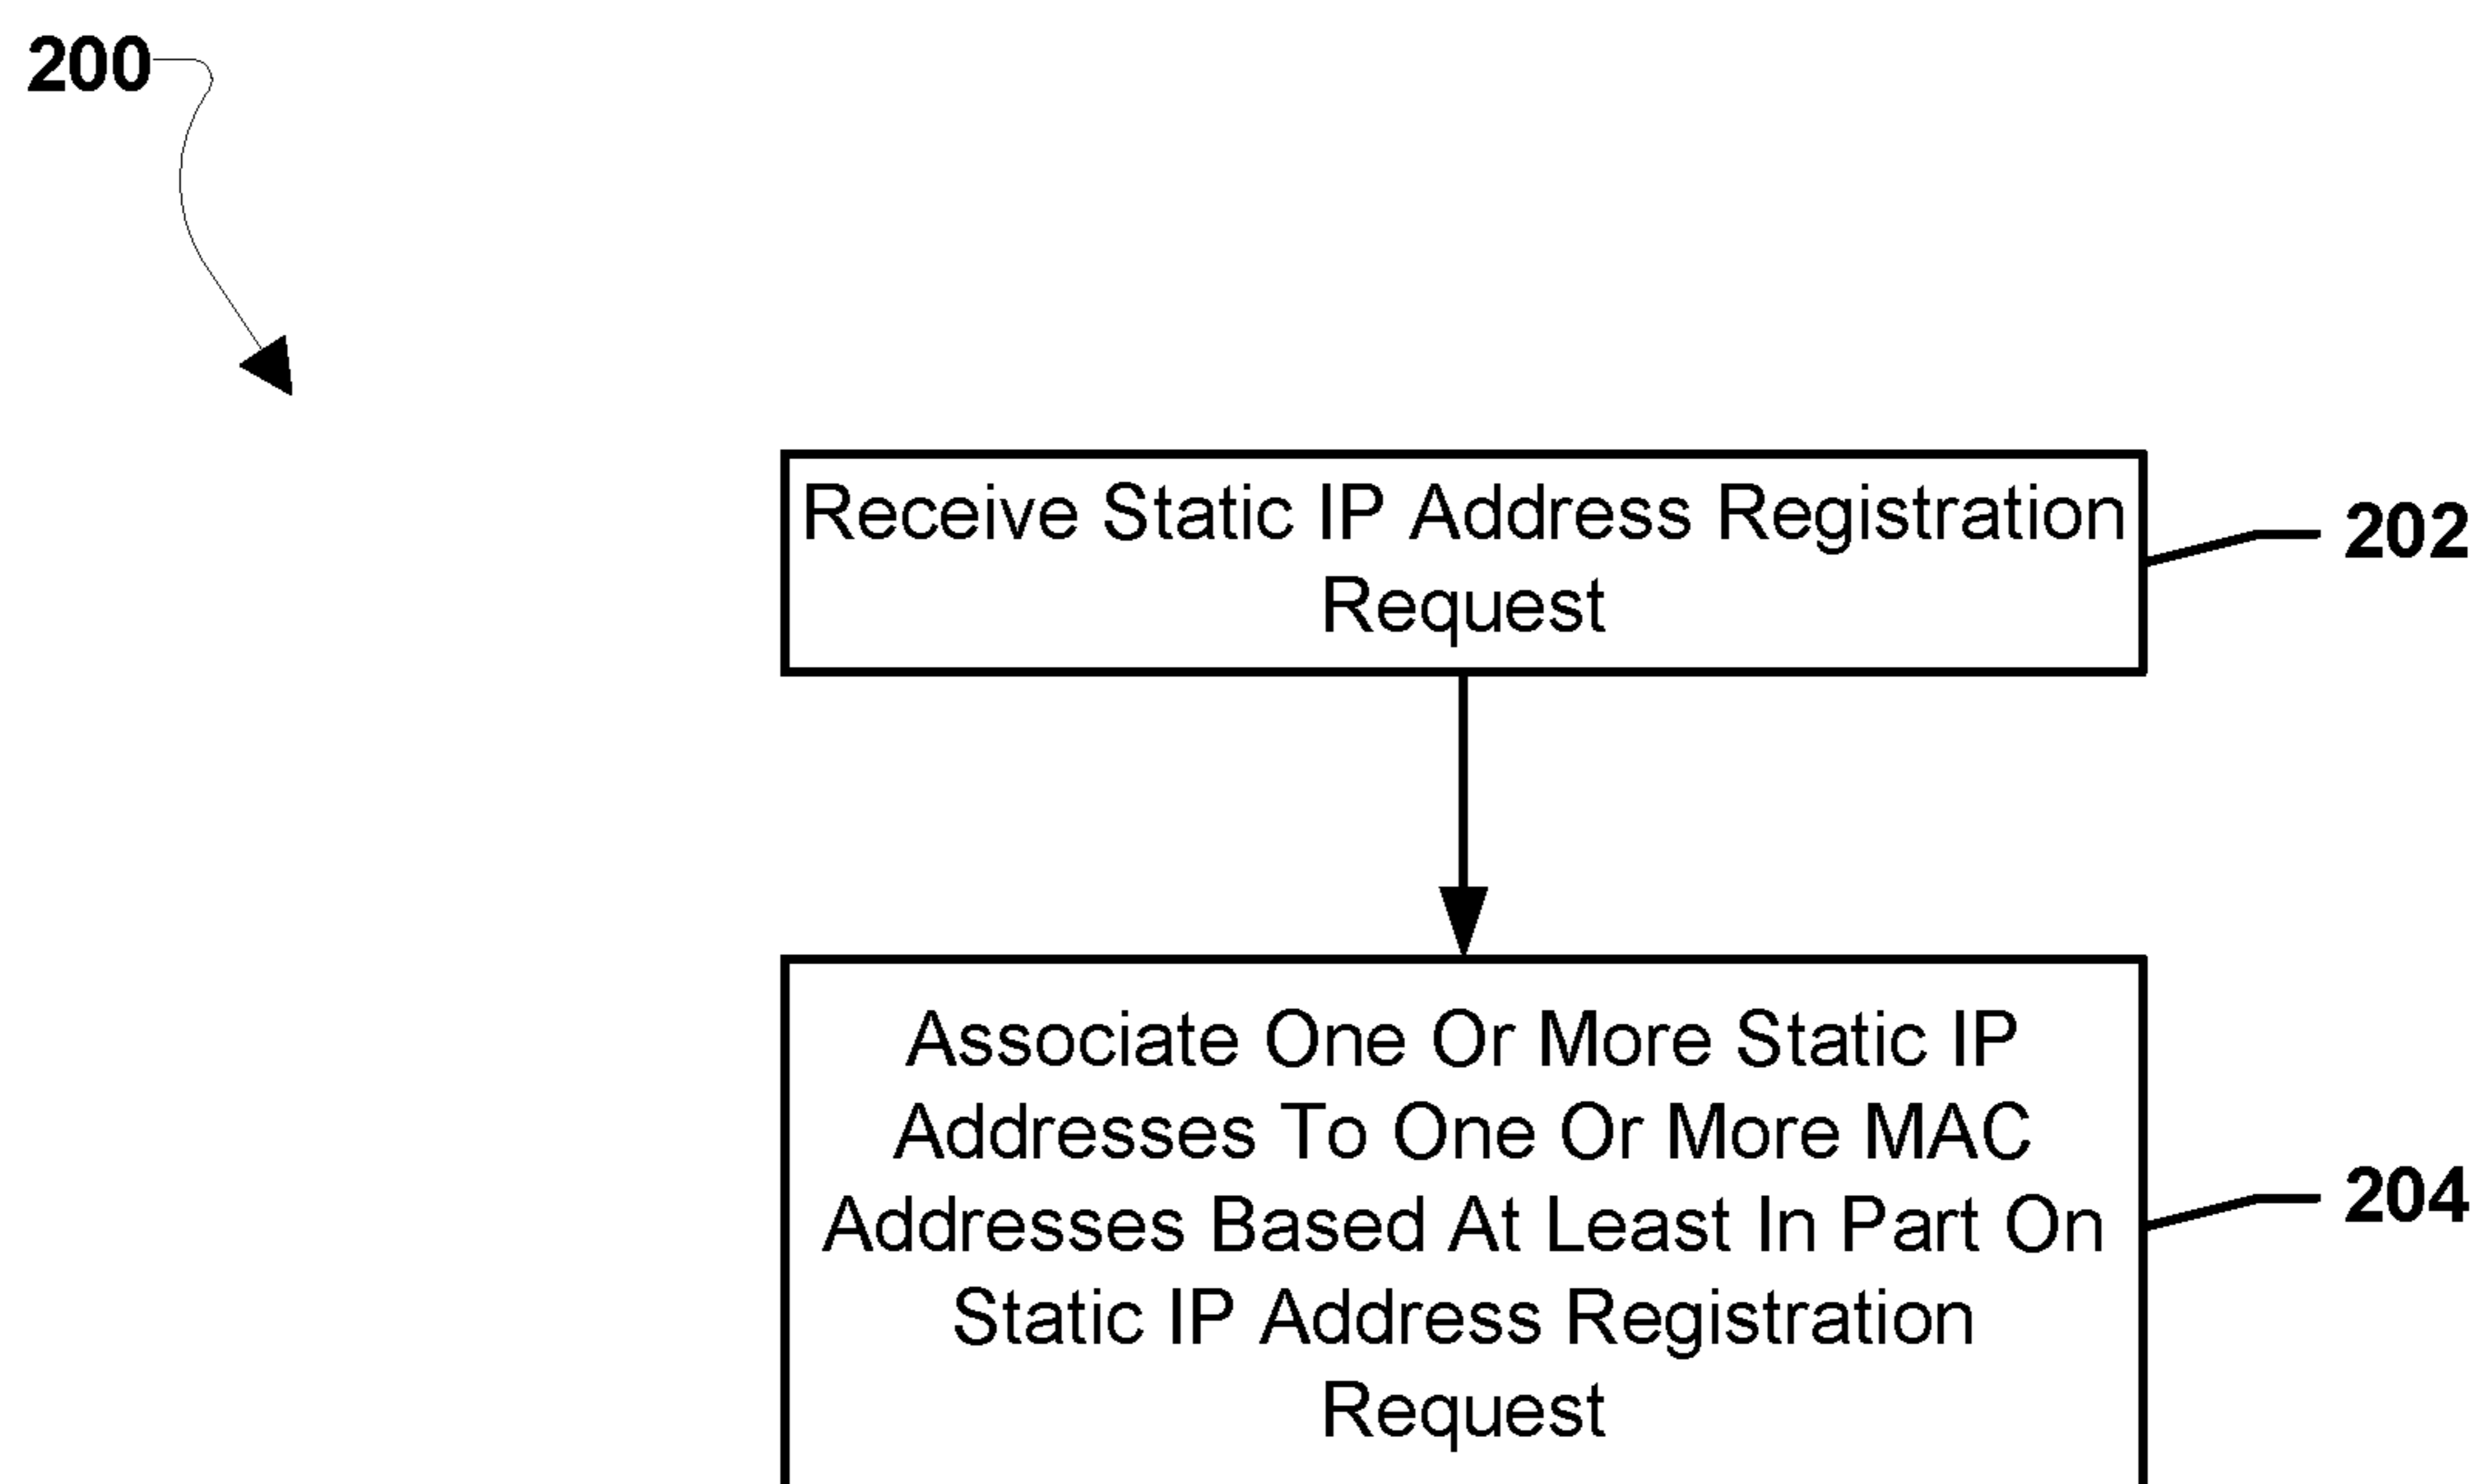 200
Receive Static IP Address Registration
Request
202
Associate One Or More Static IP
Addresses To One Or More MAC
Addresses Based At Least In Part On
Static IP Address Registration
Request
204